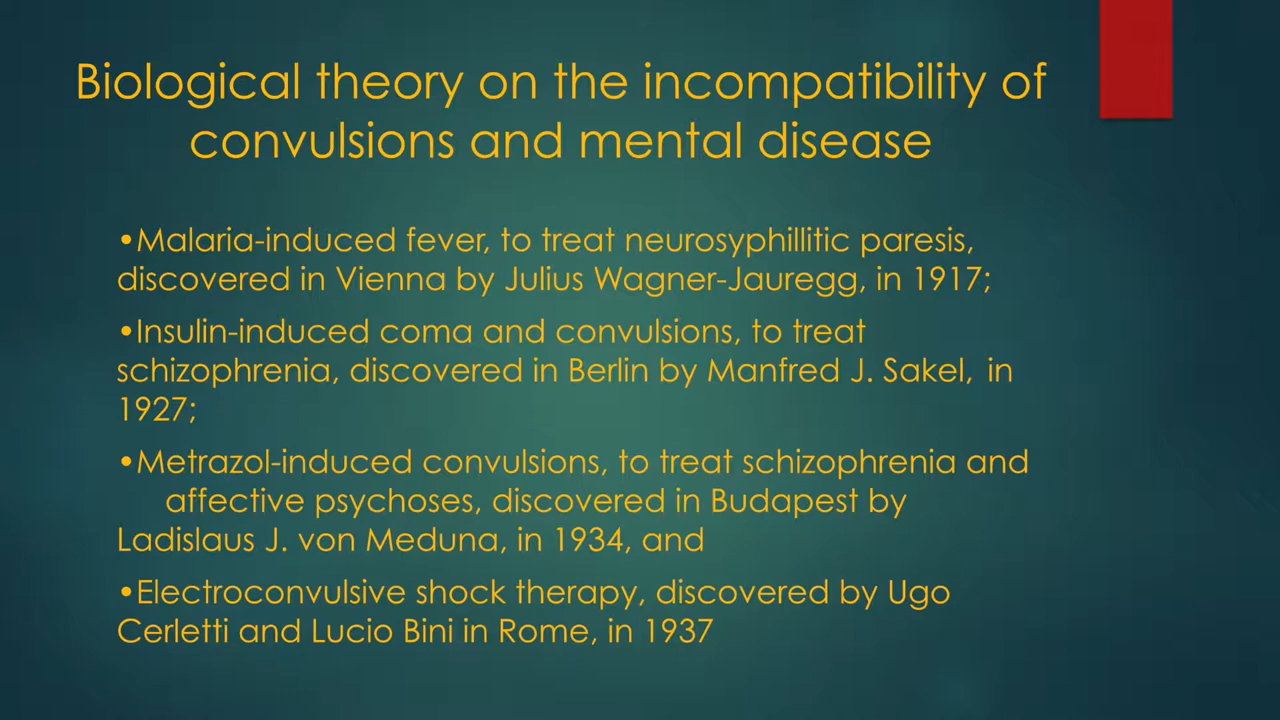 Biological theory on the incompatibility of
convulsions and mental disease
•Malaria-induced fever, to treat neurosyphillitic paresis,
discovered in Vienna by Julius Wagner-Jauregg, in 1917;
•Insulin-induced coma and convulsions, to treat
schizophrenia, discovered in Berlin by Manfred J. Sakel, in
1927;
•Metrazol-induced convulsions, to treat schizophrenia and
affective psychoses, discovered in Budapest by
Ladislaus J. von Meduna, in 1934, and
•Electroconvulsive shock therapy, discovered by Ugo
Cerletti and Lucio Bini in Rome, in 1937